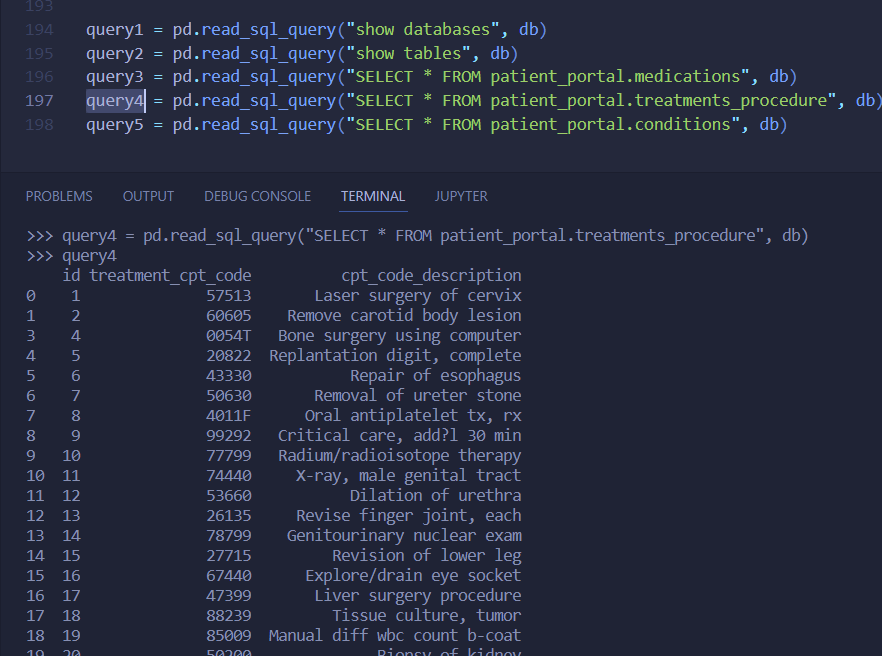 193
194 query1 = pd.read_sql_query("show databases", db)
195 query2 = pd.read_sql_query("show tables", db)
196 query3 = pd.read_sql_query("SELECT * FROM patient_portal.medications", db)
197 query4 = pd.read_sql_query("SELECT * FROM patient_portal.treatments_procedure", db)
198 query5 = pd.read_sql_query("SELECT * FROM patient_portal.conditions", db)
PROBLEMS OUTPUT DEBUG CONSOLE TERMINAL JUPYTER
>>> query4 = pd.read_sql_query("SELECT * FROM patient_portal.treatments_procedure", db)
>>> query4
id treatment_cpt_code cpt_code_description
0 1 57513 Laser surgery of cervix
1 2 60605 Remove carotid body lesion
3 4 0054T Bone surgery using computer
4 5 20822 Replantation digit, complete
5 6 43330 Repair of esophagus
6 7 50630 Removal of ureter stone
7 8 4011F Oral antiplatelet tx, rx
8 9 99292 Critical care, add?l 30 min
9 10 77799 Radium/radioisotope therapy
10 11 74440 X-ray, male genital tract
11 12 53660 Dilation of urethra
12 13 26135 Revise finger joint, each
13 14 78799 Genitourinary nuclear exam
14 15 27715 Revision of lower leg
15 16 67440 Explore/drain eye socket
16 17 47399 Liver surgery procedure
17 18 88239 Tissue culture, tumor
18 19 85009 Manual diff wbc count b-coat
19 20 50200 Biopsy of kidney